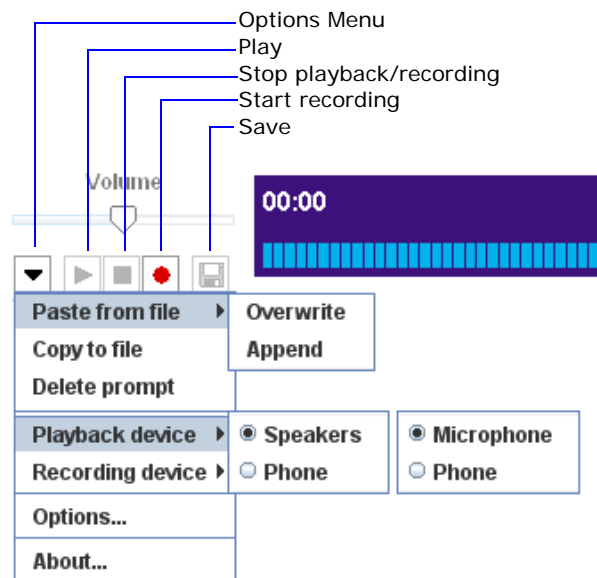 Options Menu
Play
Stop playback/recording
Start recording
Save
Volume
00:00
Paste from file
Overwrite
Copy to file
Append
Delete prompt
Playback device
Speakers
Microphone
Recording device
Phone
Phone
Options...
About...